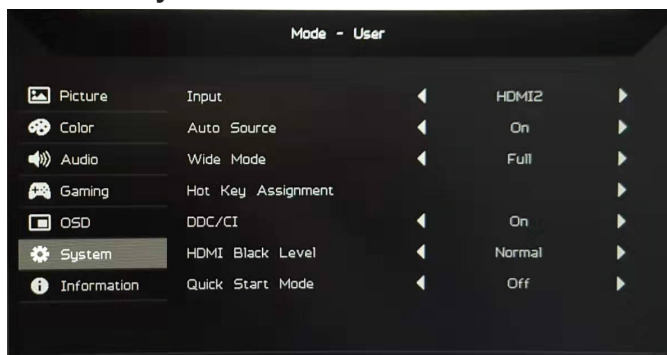 Mode - User
Picture Input HDMI2
Color Auto Source On
Audio Wide Mode Full
Gaming Hot Key Assignment
OSD DDC/CI On
System HDMI Black Level Normal
Information Quick Start Mode Off